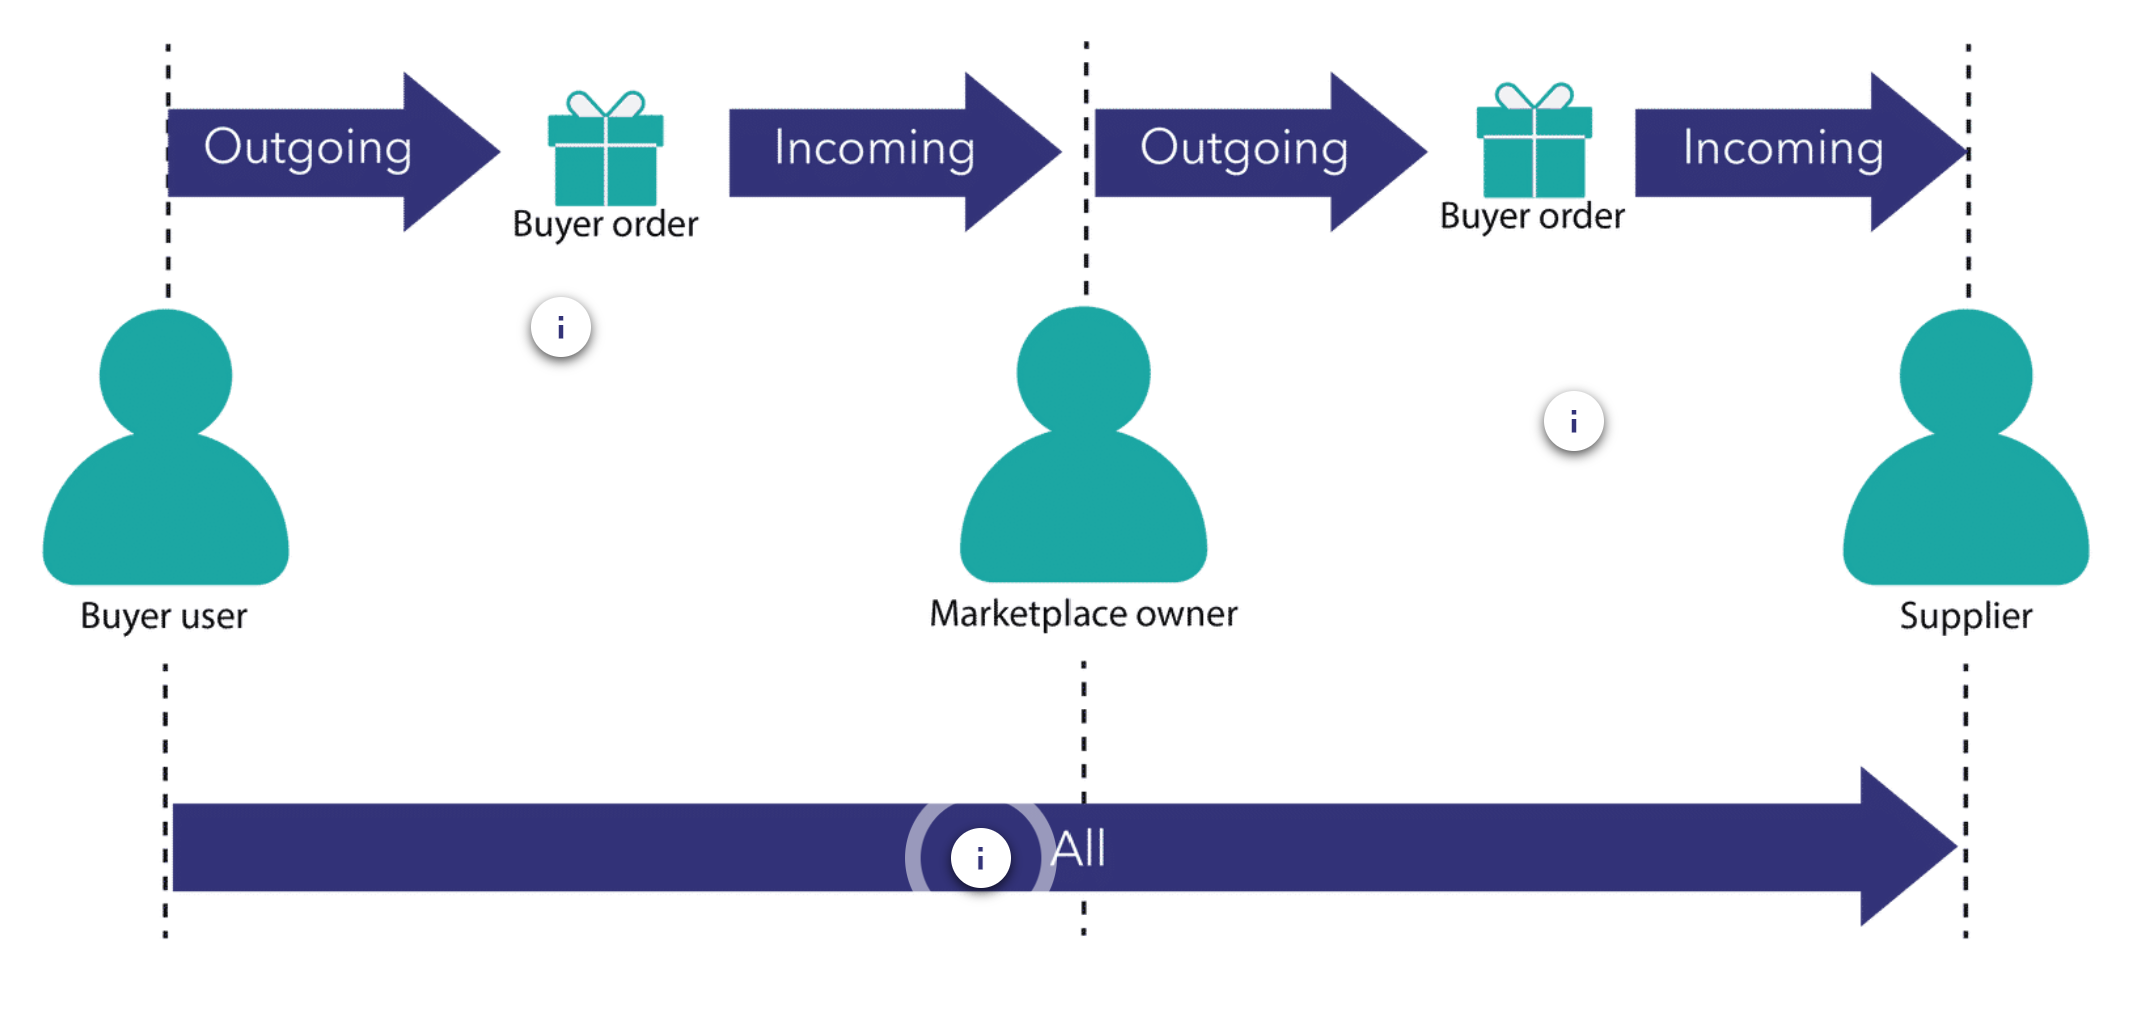 Outgoing
Incoming
Outgoing
Incoming
Buyer order
Buyer order
i
i
Buyer user
Marketplace owner
Supplier
i
All